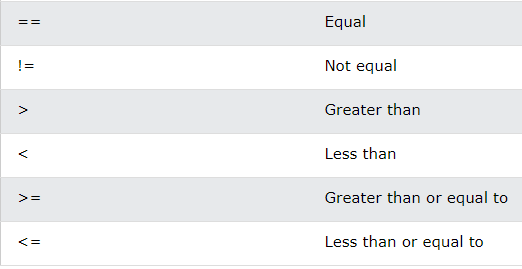 == Equal
!= Not equal
> Greater than
< Less than
>= Greater than or equal to
<= Less than or equal to